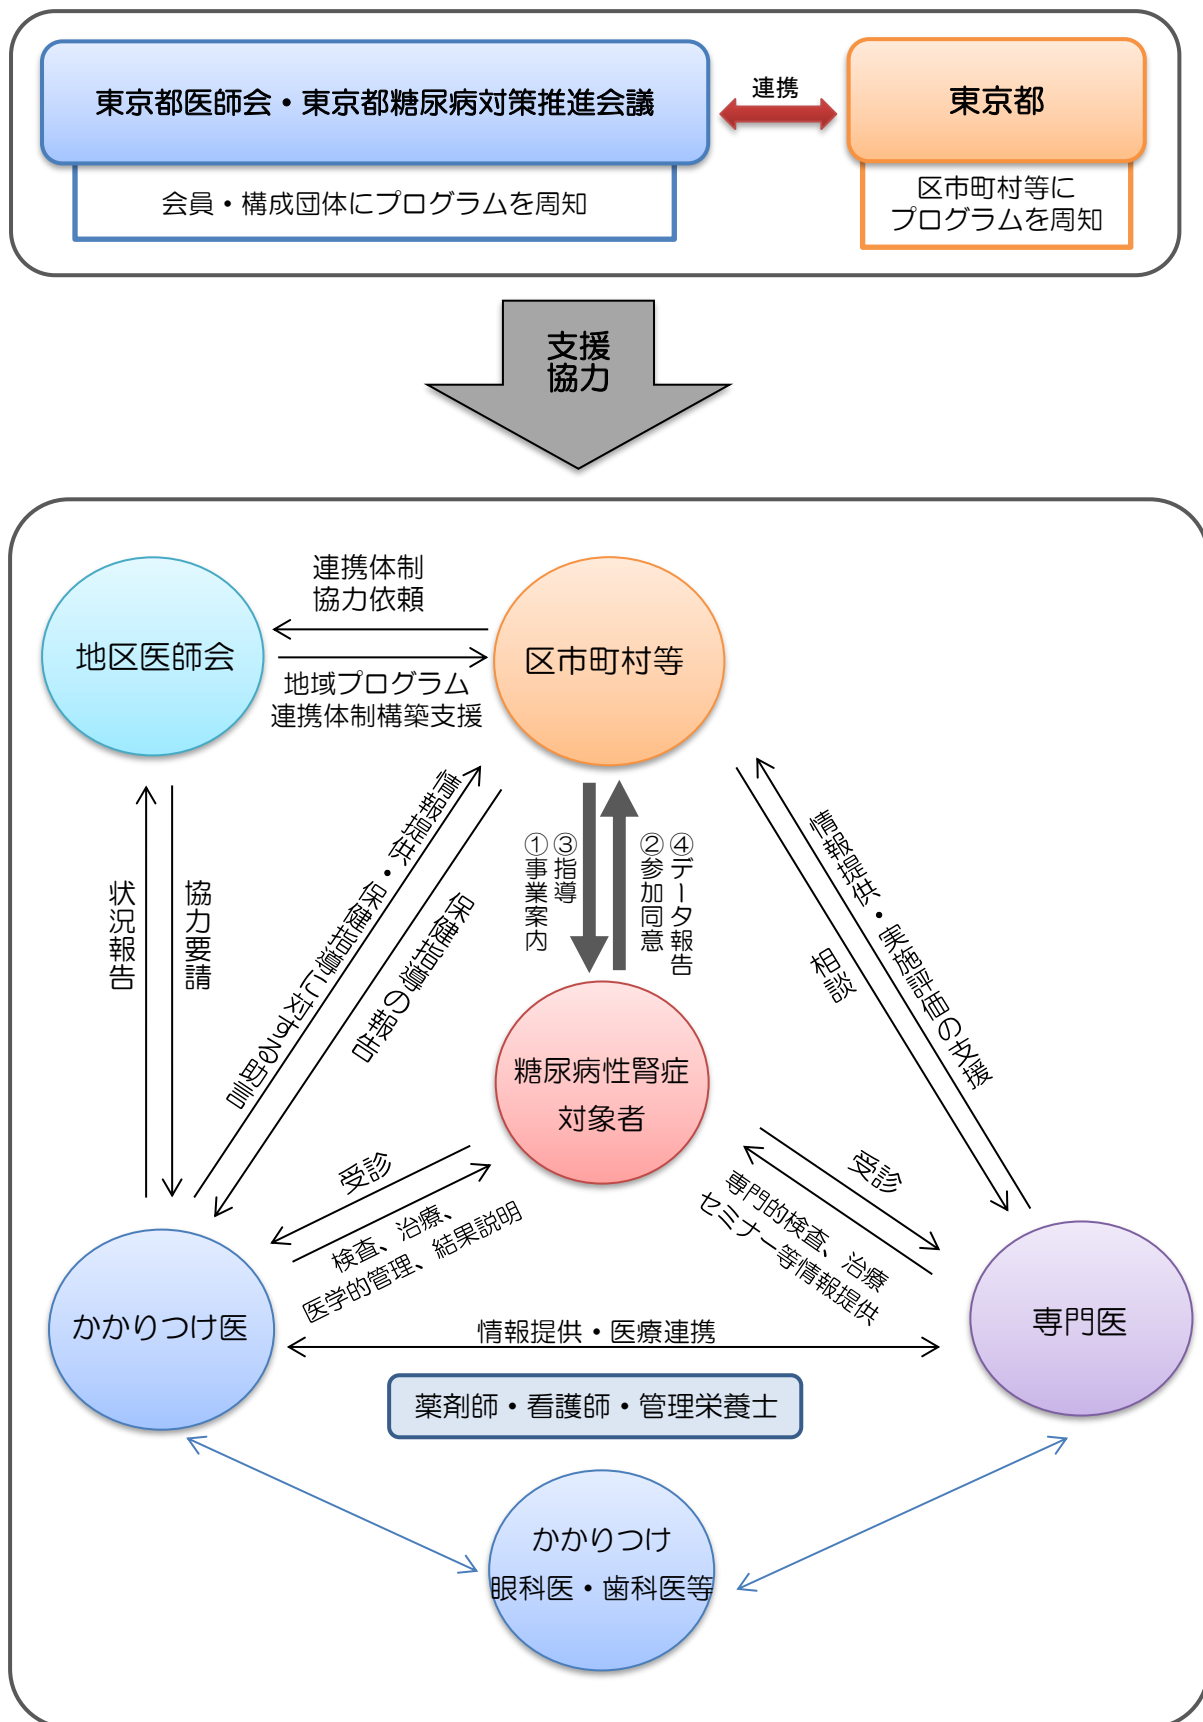 東京都医師会・東京都糖尿病対策推進会議
連携
東京都
会員・構成団体にプログラムを周知
区市町村等に
プログラムを周知
支援
協力
連携体制
協力依頼
地区医師会
区市町村等
地域プログラム
連携体制構築支援
状況報告
協力要請
情報提供・保健指導に対する助言
保健指導の報告
①事業案内
③指導
②参加同意
④データ報告
相談
情報提供・実施評価の支援
糖尿病性腎症
対象者
受診
検査、治療、
医学的管理、結果説明
受診
専門的検査、治療
セミナー等情報提供
かかりつけ医
情報提供・医療連携
専門医
薬剤師・看護師・管理栄養士
かかりつけ
眼科医・歯科医等